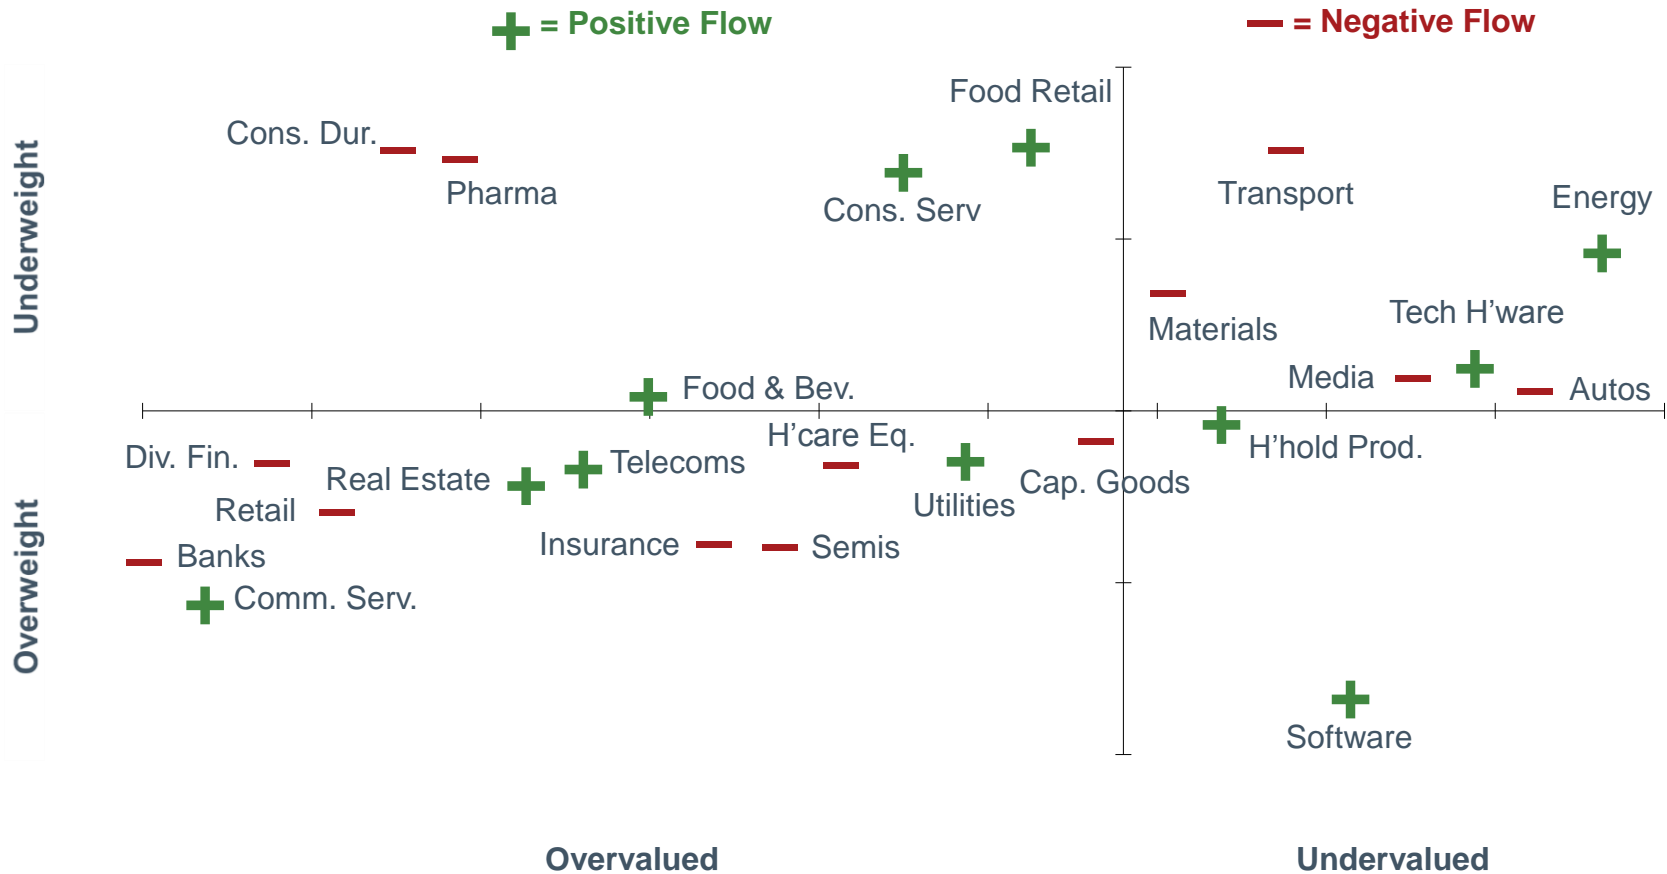 = Positive Flow
= Negative Flow
Underweight
Overweight
Food Retail
Cons. Dur.
Pharma
Cons. Serv
Transport
Energy
Materials
Tech H’ware
Media
Autos
Food & Bev.
H’care Eq.
H’hold Prod.
Div. Fin.
Real Estate
Telecoms
Cap. Goods
Utilities
Retail
Insurance
Semis
Banks
Comm. Serv.
Software
Overvalued
Undervalued